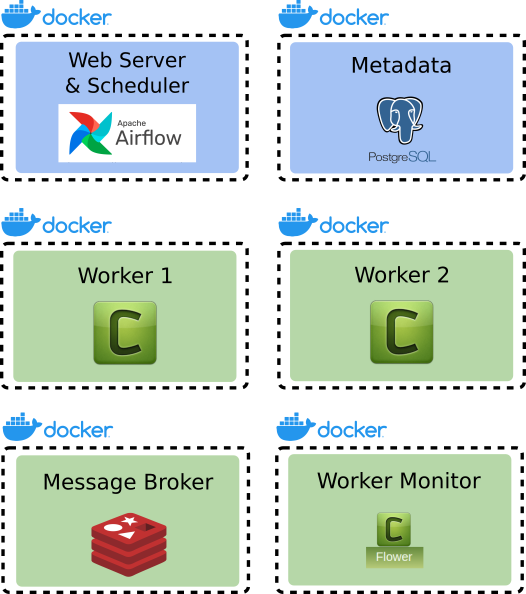 docker
docker
Web Server
& Scheduler
Apache
Airflow
Metadata
PostgreSQL
docker
docker
Worker 1
C
Worker 2
C
docker
docker
Message Broker
Worker Monitor
C
Flower